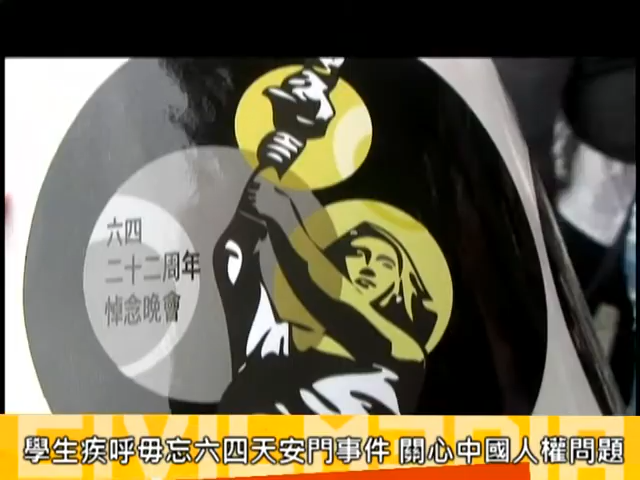 六四
二十二周年
悼念晚會
學生疾呼毋忘六四天安門事件 關心中國人權問題